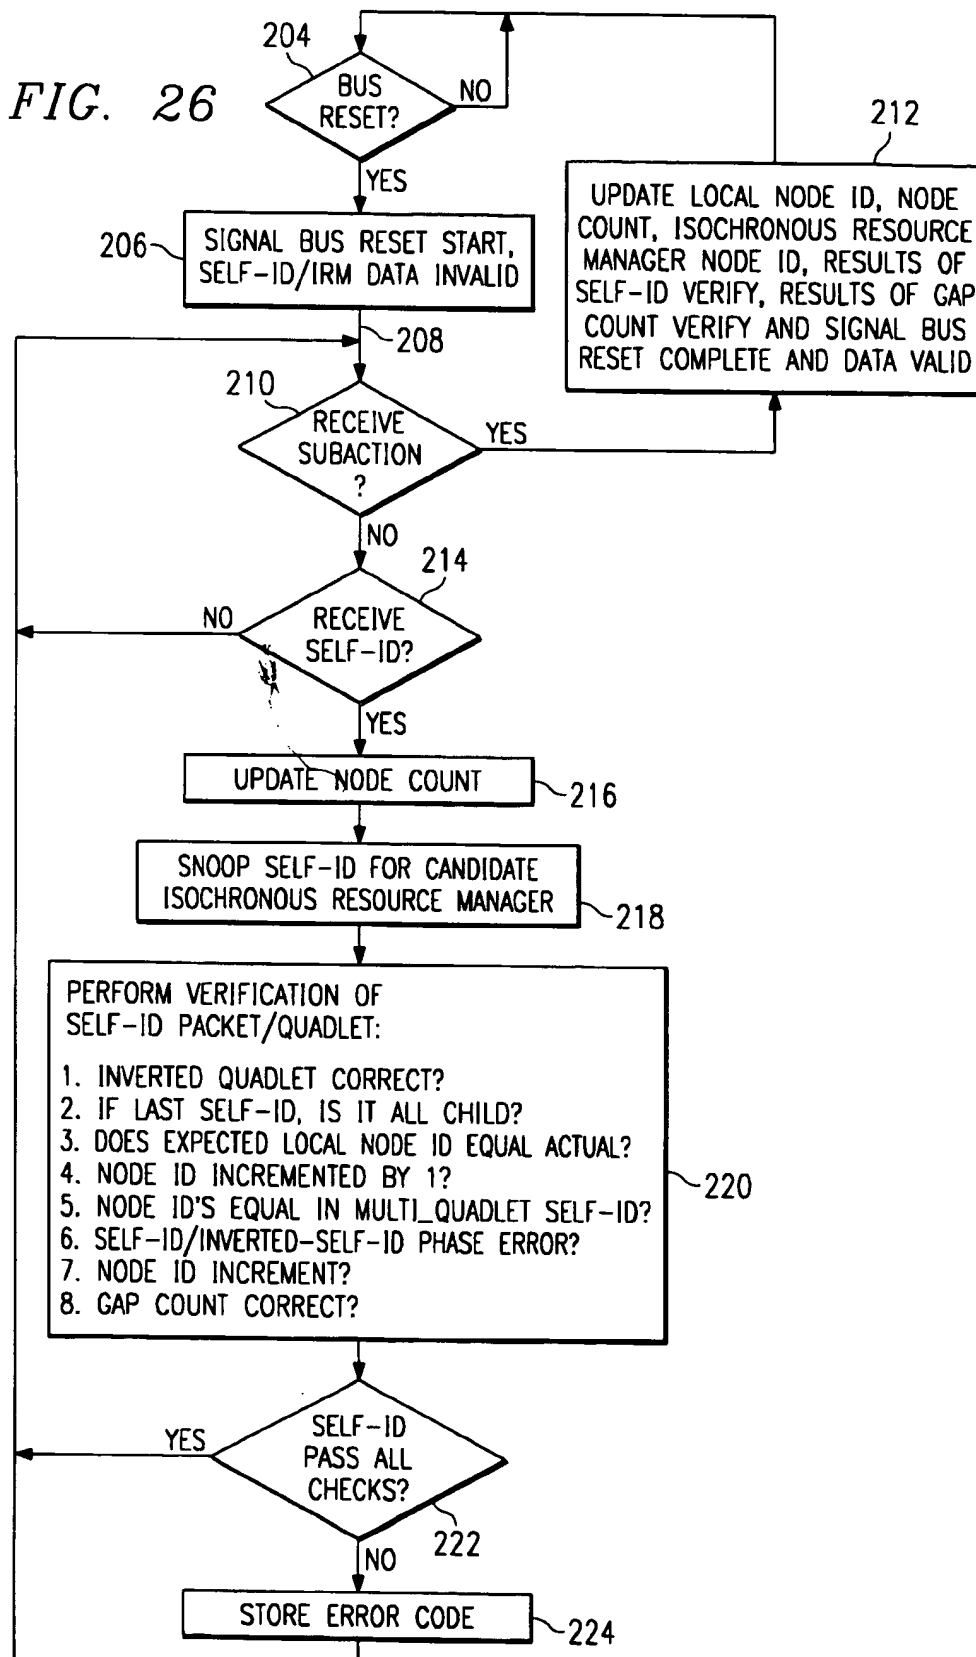 FIG. 26
204
BUS
RESET?
NO
YES
206
SIGNAL BUS RESET START,
SELF-ID/IRM DATA INVALID
208
212
UPDATE LOCAL NODE ID, NODE
COUNT, ISOCHRONOUS RESOURCE
MANAGER NODE ID, RESULTS OF
SELF-ID VERIFY, RESULTS OF GAP
COUNT VERIFY AND SIGNAL BUS
RESET COMPLETE AND DATA VALID
210
RECEIVE
SUBACTION
?
YES
NO
214
RECEIVE
SELF-ID?
NO
YES
UPDATE NODE COUNT
216
SNOOP SELF-ID FOR CANDIDATE
ISOCHRONOUS RESOURCE MANAGER
218
PERFORM VERIFICATION OF
SELF-ID PACKET/QUADLET:
1. INVERTED QUADLET CORRECT?
2. IF LAST SELF-ID, IS IT ALL CHILD?
3. DOES EXPECTED LOCAL NODE ID EQUAL ACTUAL?
4. NODE ID INCREMENTED BY 1?
5. NODE ID'S EQUAL IN MULTI_QUADLET SELF-ID?
6. SELF-ID/INVERTED-SELF-ID PHASE ERROR?
7. NODE ID INCREMENT?
8. GAP COUNT CORRECT?
220
SELF-ID
PASS ALL
CHECKS?
YES
222
NO
STORE ERROR CODE
224